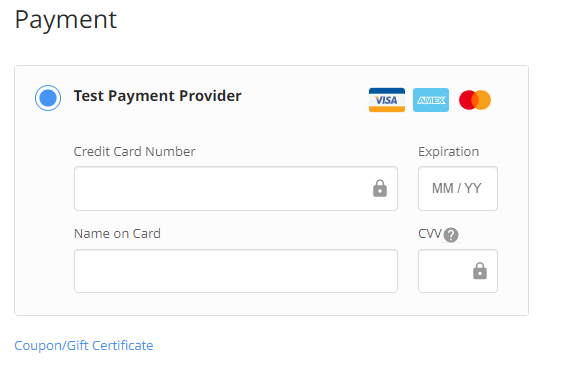 Payment
Test Payment Provider
VISA
AMEX
Credit Card Number
Expiration
MM / YY
Name on Card
CVV ?
Coupon/Gift Certificate